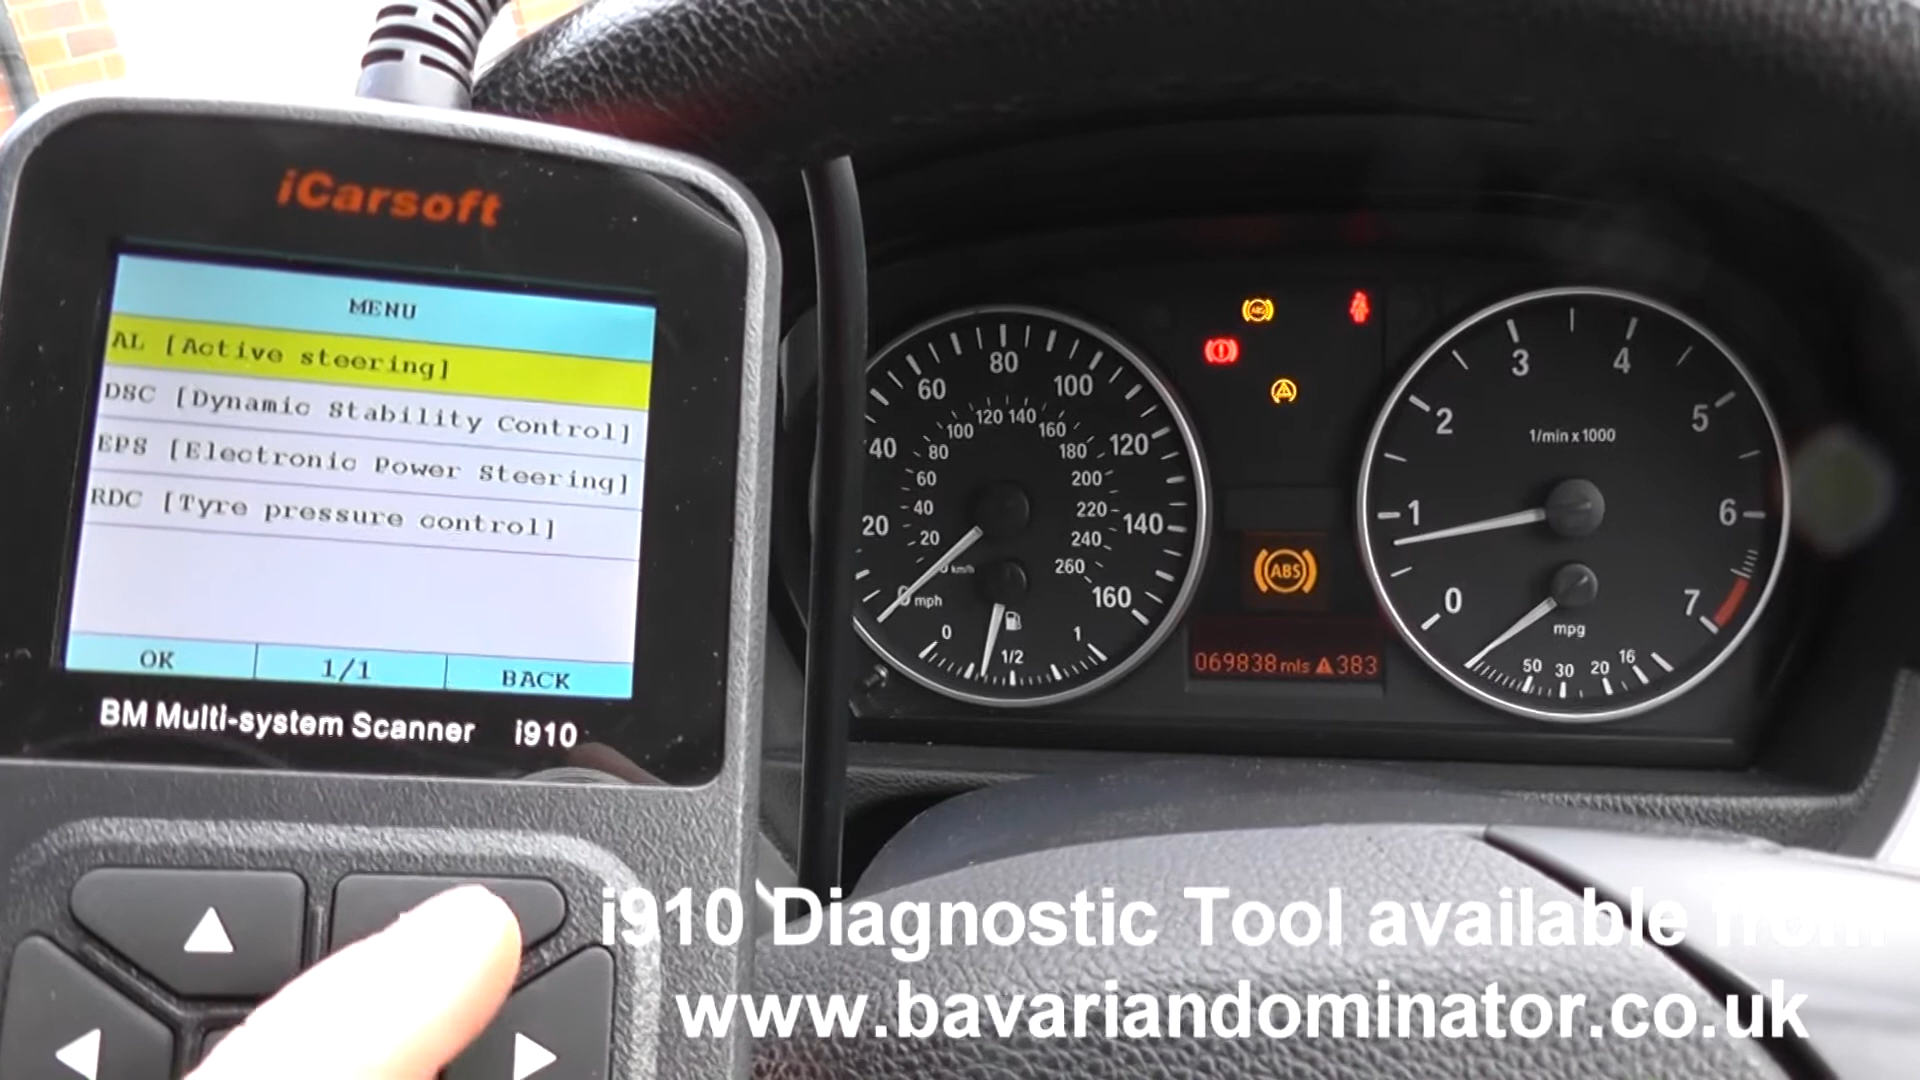 iCarsoft
MENU
AL [Active steering]
DSC [Dynamic Stability Control]
EPS [Electronic Power Steering]
RDC [Tyre pressure control]
OK 1/1 BACK
BM Multi-system Scanner i910
20 40 60 80 100 120 140 160
20 40 60 80 100 120 140 160 180 200 220 240 260
km/h
0 mph
0 1/2 1
ABS
ABS
069838 mls 383
0 1 2 3 4 5 6 7
1/min x 1000
mpg
50 30 20 16
i910 Diagnostic Tool available from
www.bavariandominator.co.uk